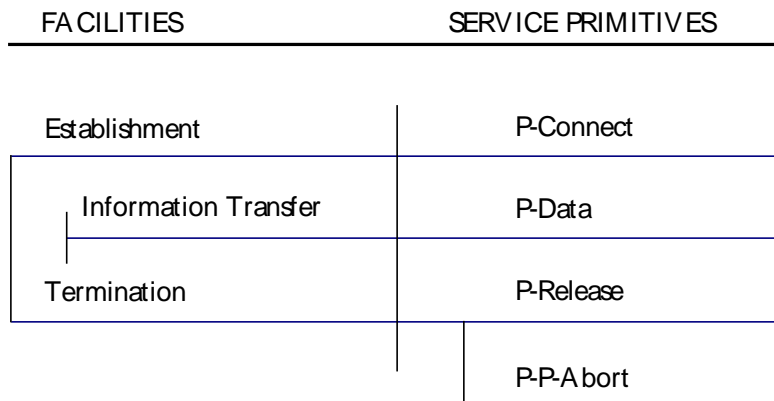 FACILITIES SERVICE PRIMITIVES
Establishment P-Connect
Information Transfer P-Data
Termination P-Release
P-P-Abort